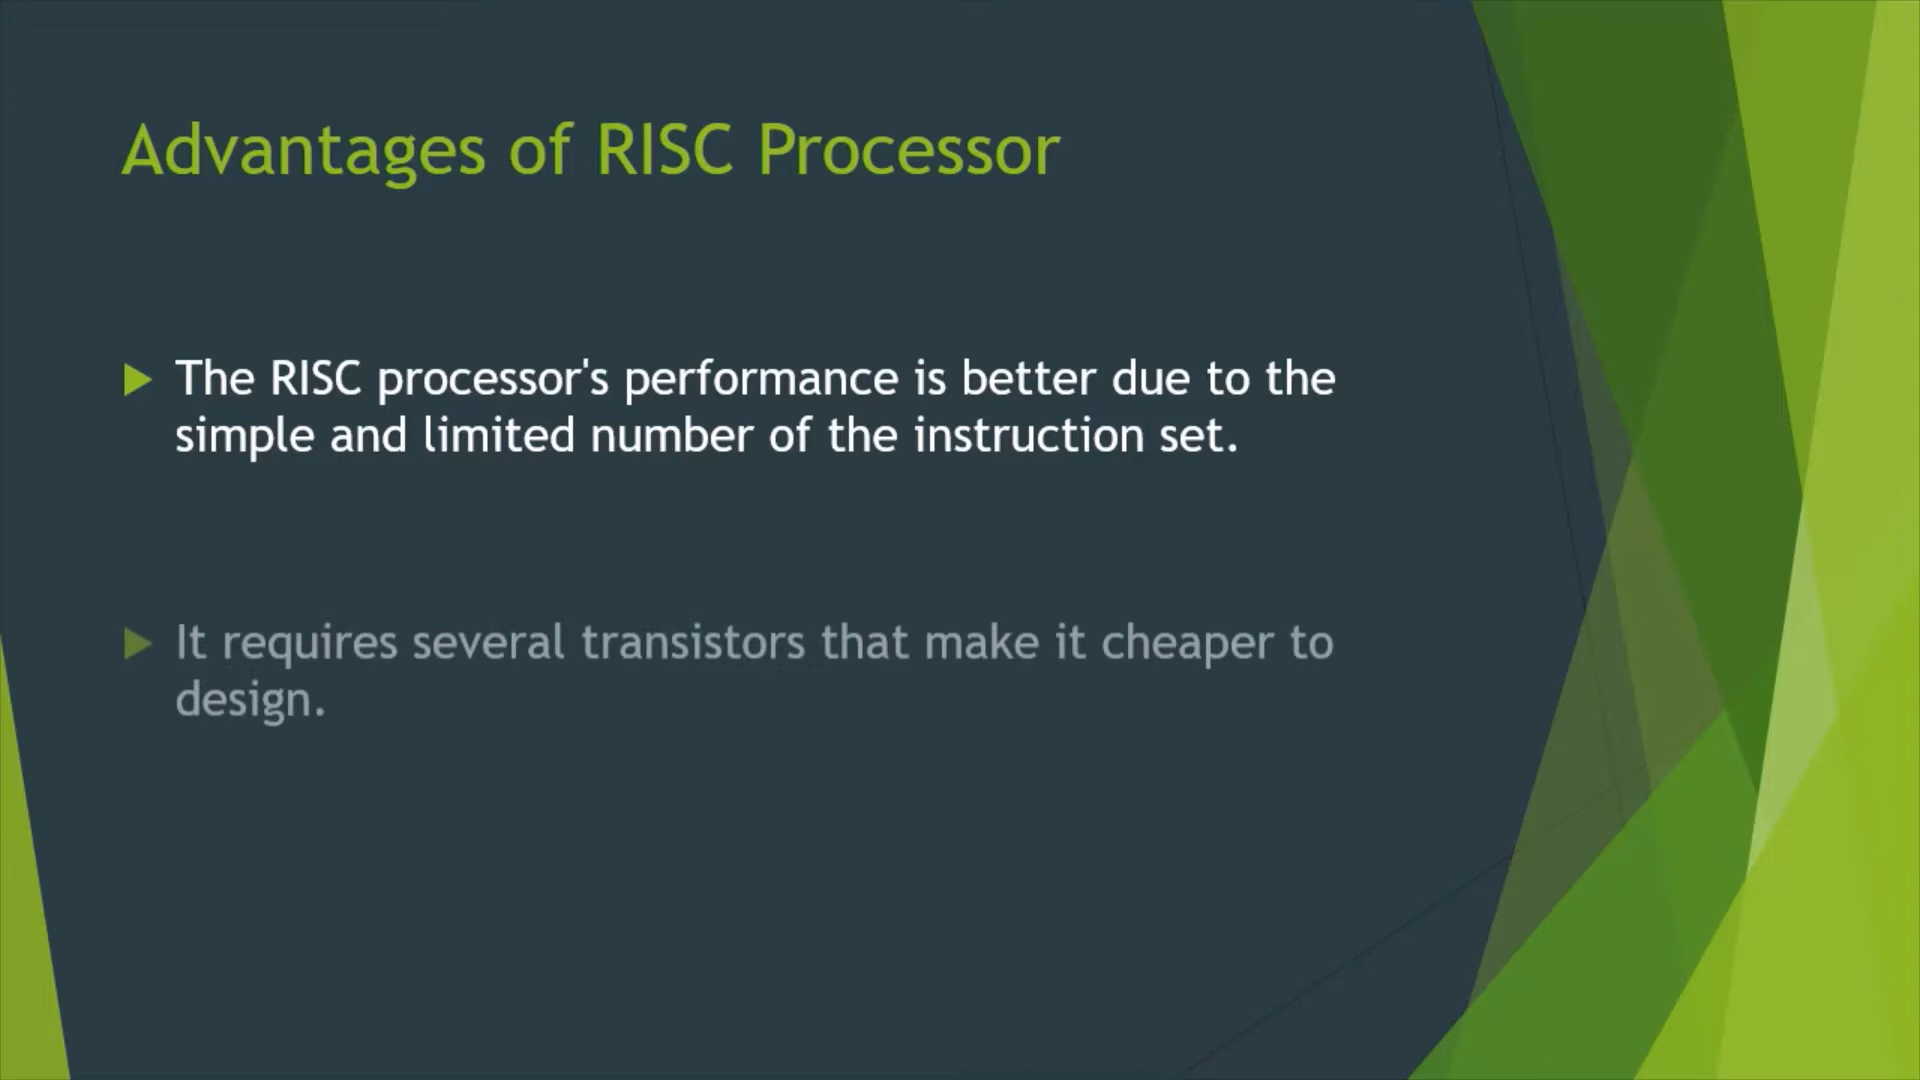 Advantages of RISC Processor
The RISC processor's performance is better due to the
simple and limited number of the instruction set.
It requires several transistors that make it cheaper to
design.